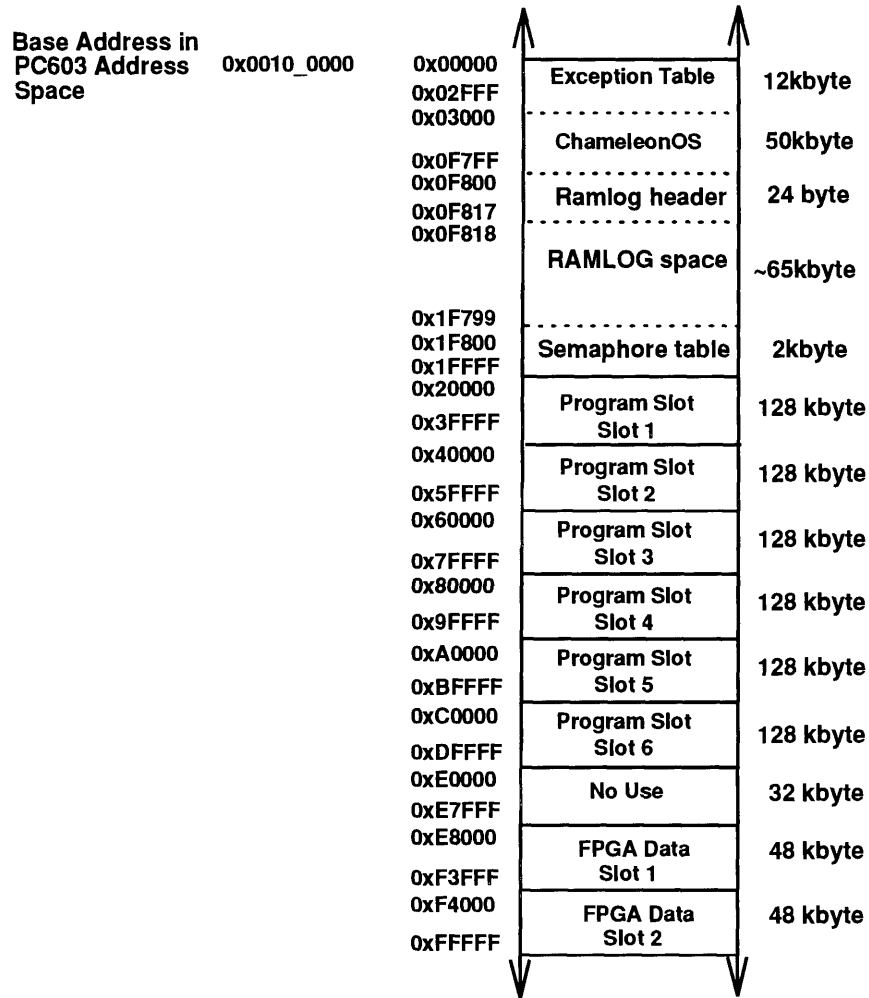 Base Address in
PC603 Address
Space
0x0010_0000
0x00000
Exception Table
12kbyte
0x02FFF
0x03000
ChameleonOS
50kbyte
0x0F7FF
0x0F800
Ramlog header
24 byte
0x0F817
0x0F818
RAMLOG space
~65kbyte
0x1F799
0x1F800
Semaphore table
2kbyte
0x1FFFF
0x20000
Program Slot
Slot 1
128 kbyte
0x3FFFF
0x40000
Program Slot
Slot 2
128 kbyte
0x5FFFF
0x60000
Program Slot
Slot 3
128 kbyte
0x7FFFF
0x80000
Program Slot
Slot 4
128 kbyte
0x9FFFF
0xA0000
Program Slot
Slot 5
128 kbyte
0xBFFFF
0xC0000
Program Slot
Slot 6
128 kbyte
0xDFFFF
0xE0000
No Use
32 kbyte
0xE7FFF
0xE8000
FPGA Data
Slot 1
48 kbyte
0xF3FFF
0xF4000
FPGA Data
Slot 2
48 kbyte
0xFFFFF